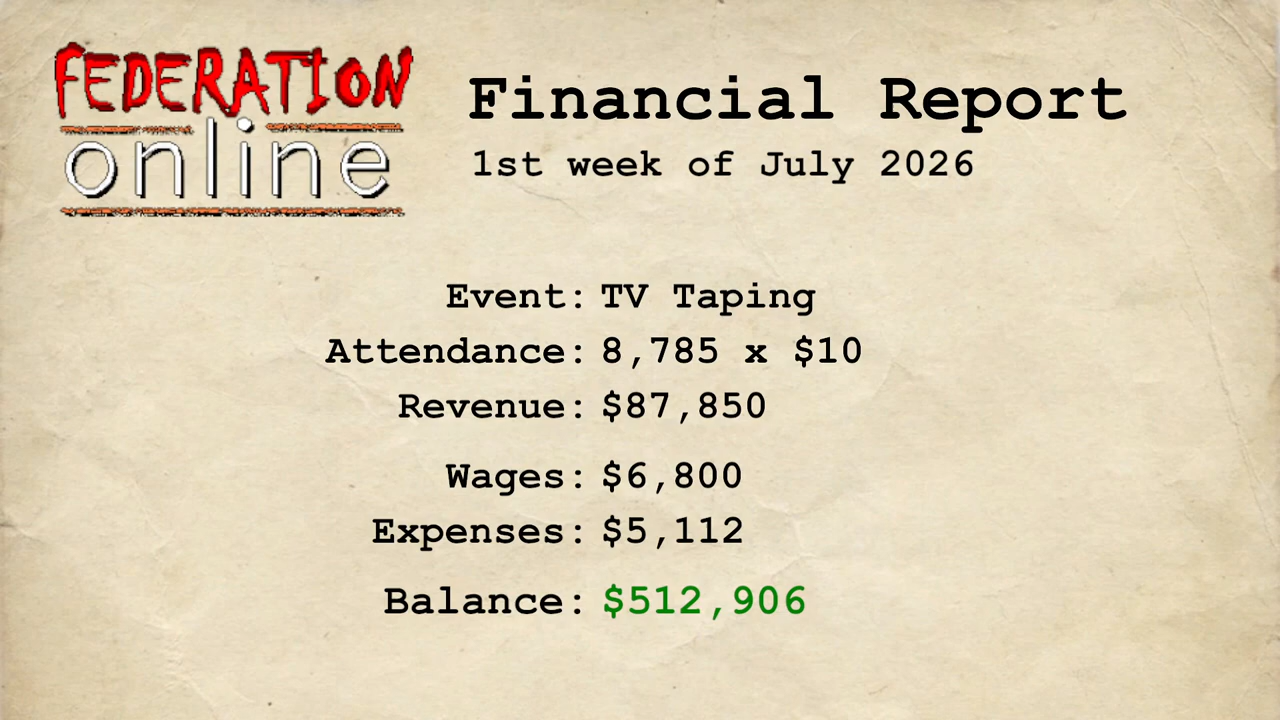 FEDERATION
online
Financial Report
1st week of July 2026
Event: TV Taping
Attendance: 8,785 x $10
Revenue: $87,850
Wages: $6,800
Expenses: $5,112
Balance: $512,906